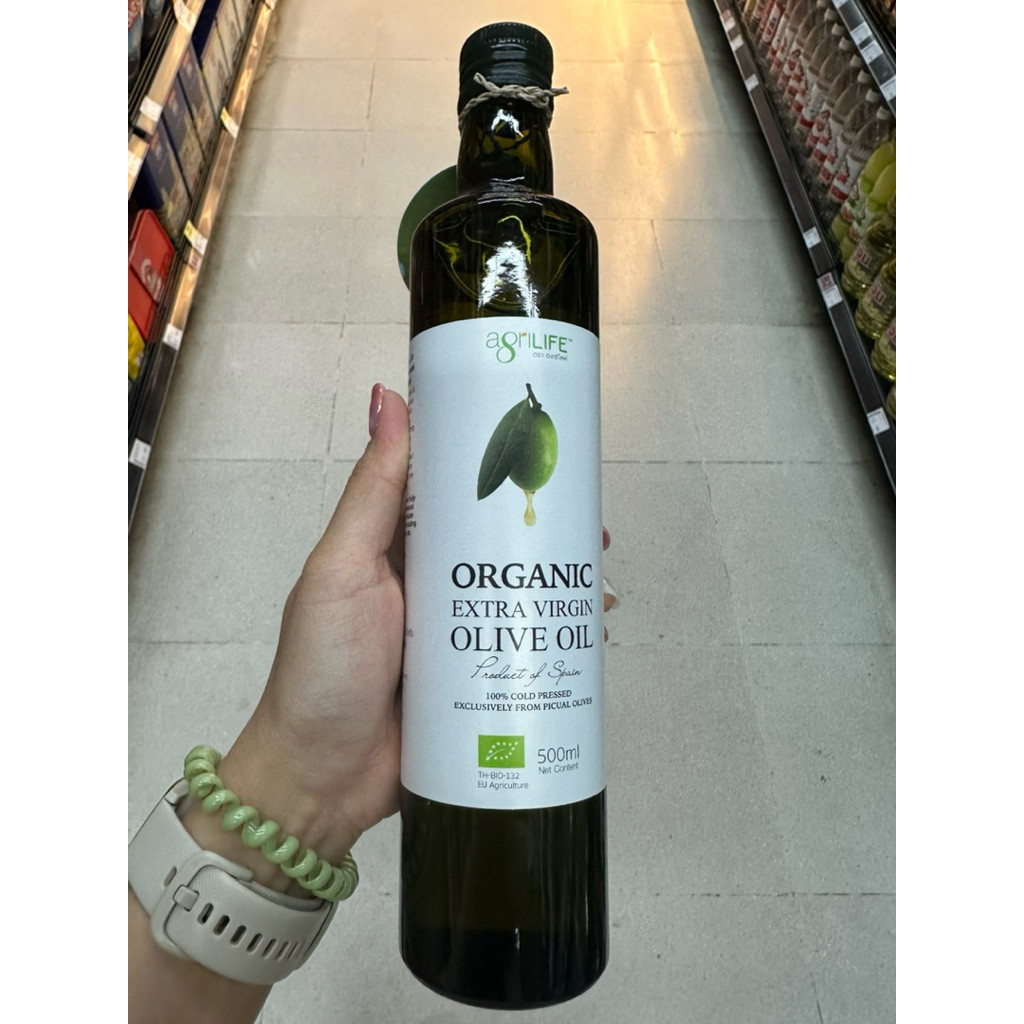 agriLIFE™
ORGANIC
EXTRA VIRGIN
OLIVE OIL
Product of Spain
100% COLD PRESSED
EXCLUSIVELY FROM PICUAL OLIVES
TH-BIO-132
EU Agriculture
500ml
Net Content